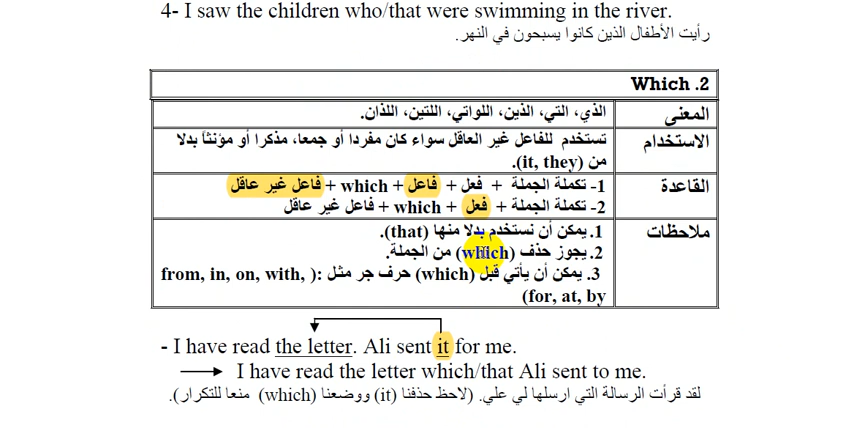 4- I saw the children who/that were swimming in the river.
رأيت الأطفال الذين كانوا يسبحون في النهر.
Which .2
المعنى
الذي، التي، الذين، اللواتي، اللتين، اللذان.
الاستخدام
تستخدم للفاعل غير العاقل سواء كان مفردا أو جمعا، مذكرا أو مؤنثا بدلا
من (it, they).
القاعدة
1- تكملة الجملة + فعل + فاعل + which + فاعل غير عاقل
2- تكملة الجملة + فعل + which + فاعل غير عاقل
ملاحظات
1. يمكن أن نستخدم بدلا منها (that).
2. يجوز حذف (which) من الجملة.
3. يمكن أن يأتي قبل (which) حرف جر مثل :( from, in, on, with,
for, at, by)
- I have read the letter. Ali sent it for me.
I have read the letter which/that Ali sent to me.
لقد قرأت الرسالة التي ارسلها لي علي. (لاحظ حذفنا (it) ووضعنا (which) منعا للتكرار).